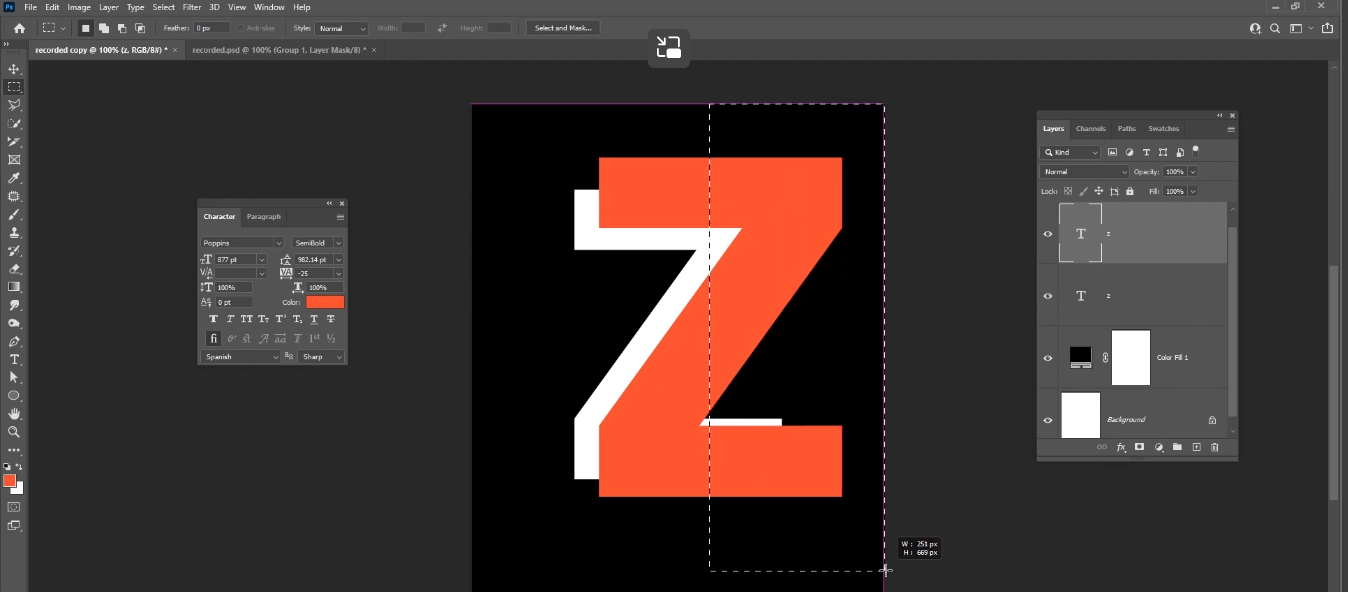 Ps File Edit Image Layer Type Select Filter 3D View Window Help
Feather: 0 px Anti-alias Style: Normal Width: Height: Select and Mask...
recorded copy @ 100% (z, RGB/8#) * × recorded.psd @ 100% (Group 1, Layer Mask/8) * ×
Character Paragraph
Poppins SemiBold
877 pt 982.14 pt
-25
100% 100%
0 pt Color:
fi
Spanish Sharp
Z
W : 251 px
H : 669 px
Layers Channels Paths Swatches
Kind
Normal Opacity: 100%
Lock: Fill: 100%
T z
T z
Color Fill 1
Background